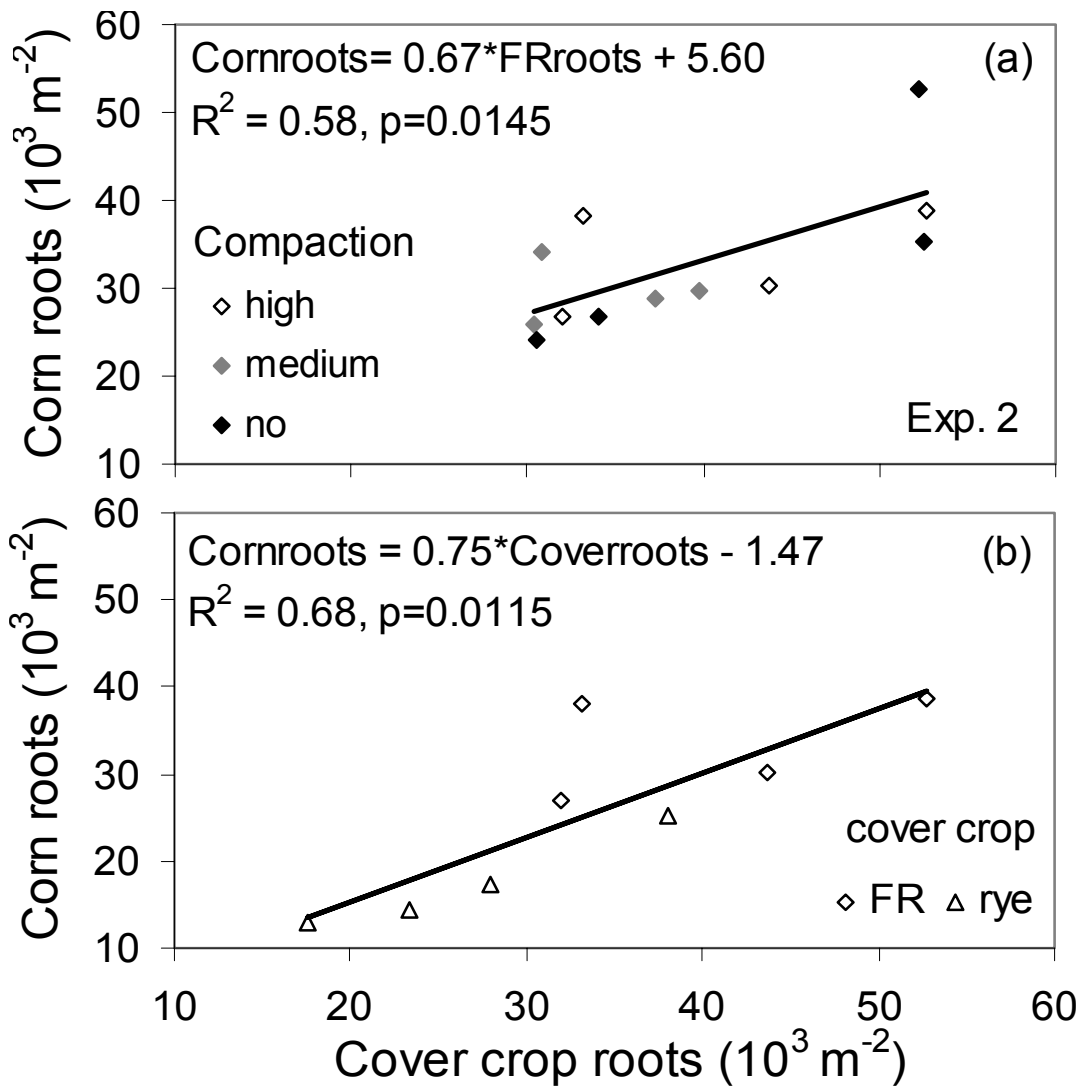 Cornroots= 0.67*FRroots + 5.60 (a)
R² = 0.58, p=0.0145
Compaction
high
medium
no
Exp. 2
Corn roots (10³ m⁻²)
60
50
40
30
20
10
Cornroots = 0.75*Coverroots - 1.47 (b)
R² = 0.68, p=0.0115
cover crop
FR rye
Corn roots (10³ m⁻²)
60
50
40
30
20
10
10 20 30 40 50 60
Cover crop roots (10³ m⁻²)